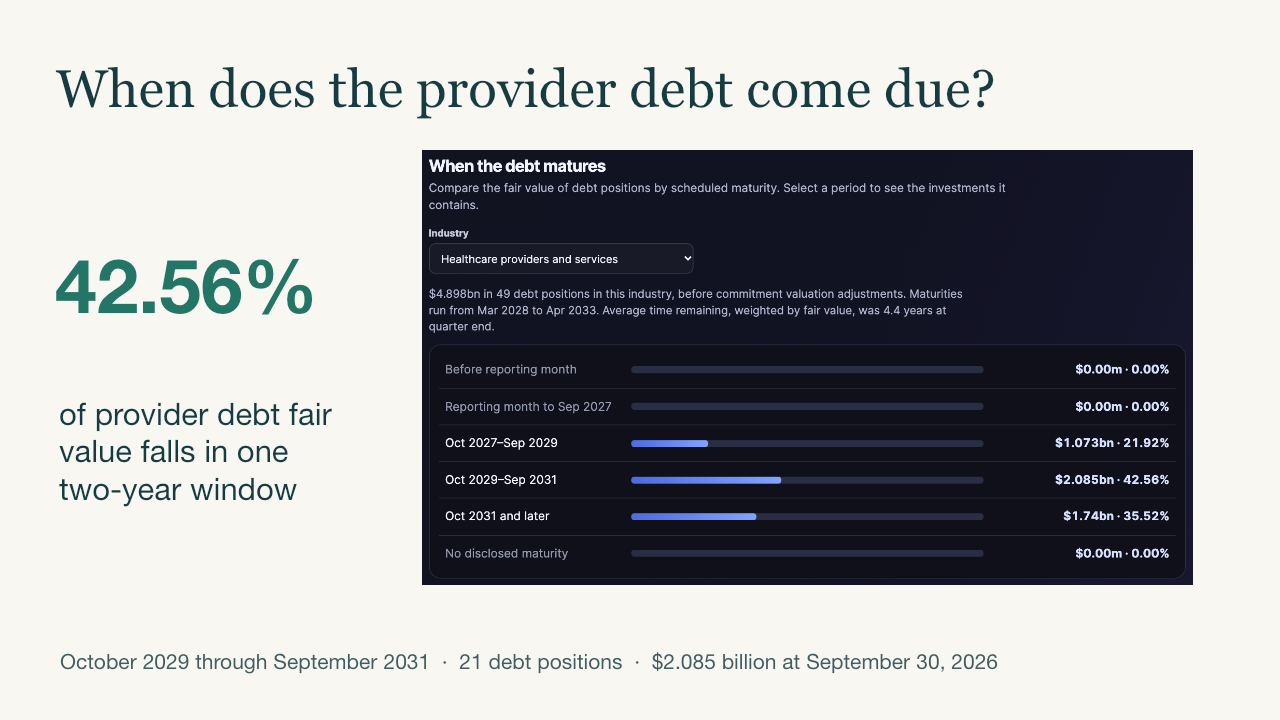 When does the provider debt come due?
42.56%
of provider debt fair
value falls in one
two-year window
When the debt matures
Compare the fair value of debt positions by scheduled maturity. Select a period to see the investments it
contains.
Industry
Healthcare providers and services
$4.898bn in 49 debt positions in this industry, before commitment valuation adjustments. Maturities
run from Mar 2028 to Apr 2033. Average time remaining, weighted by fair value, was 4.4 years at
quarter end.
Before reporting month $0.00m · 0.00%
Reporting month to Sep 2027 $0.00m · 0.00%
Oct 2027–Sep 2029 $1.073bn · 21.92%
Oct 2029–Sep 2031 $2.085bn · 42.56%
Oct 2031 and later $1.74bn · 35.52%
No disclosed maturity $0.00m · 0.00%
October 2029 through September 2031 · 21 debt positions · $2.085 billion at September 30, 2026